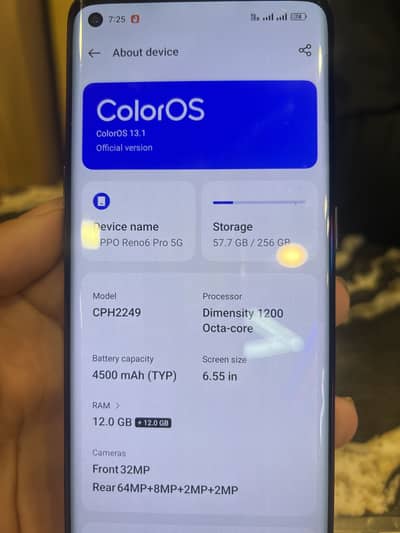 7:25
About device
ColorOS
ColorOS 13.1
Official version
Device name
OPPO Reno6 Pro 5G
Storage
57.7 GB / 256 GB
Model
CPH2249
Processor
Dimensity 1200
Octa-core
Battery capacity
4500 mAh (TYP)
Screen size
6.55 in
RAM >
12.0 GB + 12.0 GB
Cameras
Front 32MP
Rear 64MP+8MP+2MP+2MP